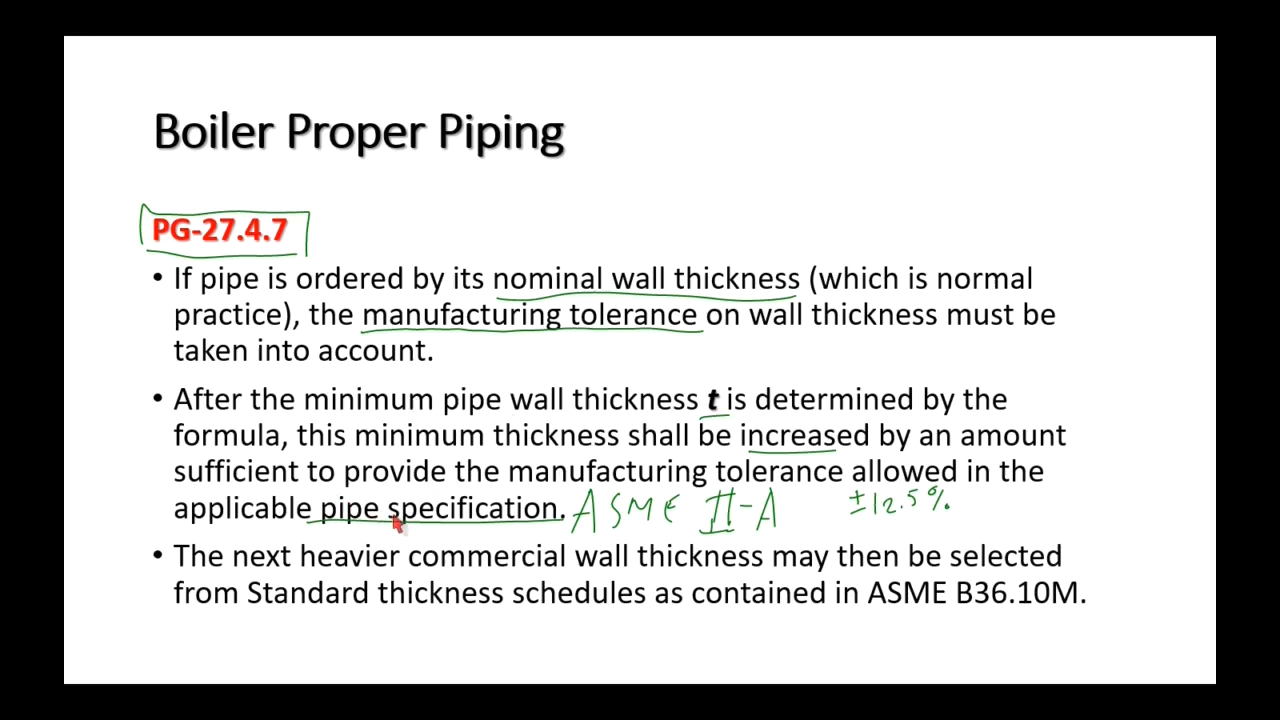 Boiler Proper Piping
PG-27.4.7
• If pipe is ordered by its nominal wall thickness (which is normal
practice), the manufacturing tolerance on wall thickness must be
taken into account.
• After the minimum pipe wall thickness t is determined by the
formula, this minimum thickness shall be increased by an amount
sufficient to provide the manufacturing tolerance allowed in the
applicable pipe specification. ASME II-A ±12.5%
• The next heavier commercial wall thickness may then be selected
from Standard thickness schedules as contained in ASME B36.10M.